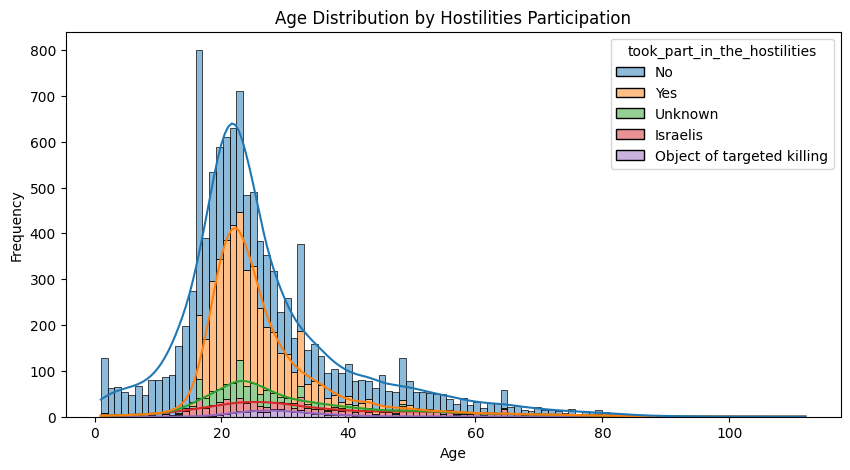 Age Distribution by Hostilities Participation
took_part_in_the_hostilities
No
Yes
Unknown
Israelis
Object of targeted killing
Frequency
800
700
600
500
400
300
200
100
0
0 20 40 60 80 100
Age